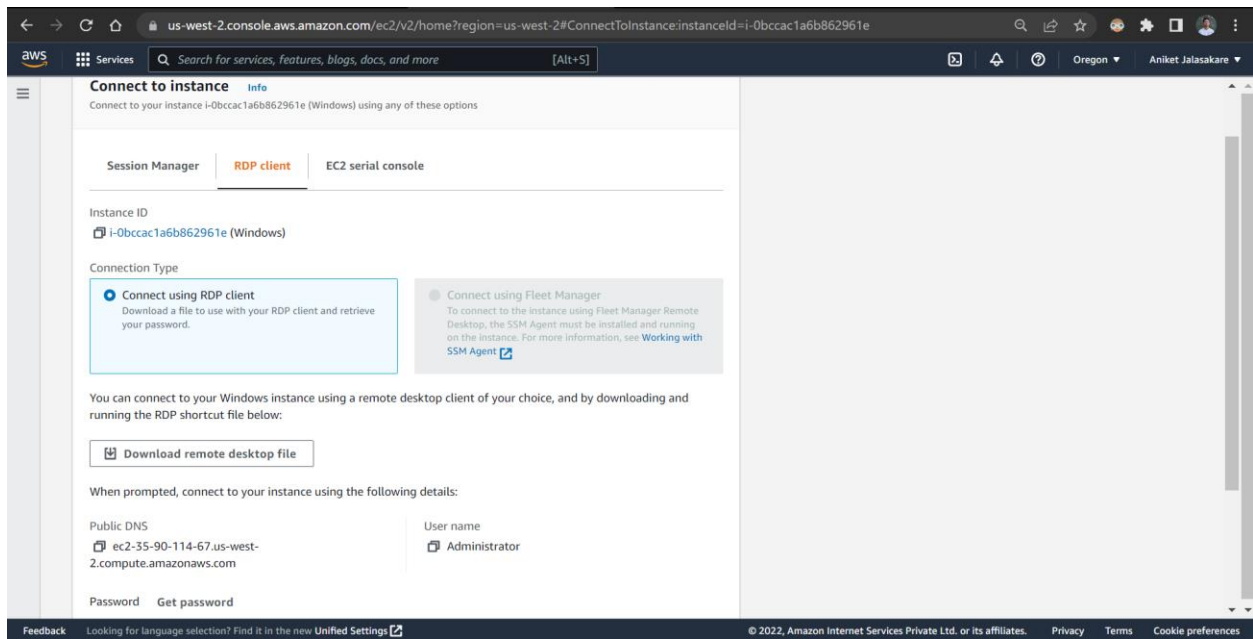 us-west-2.console.aws.amazon.com/ec2/v2/home?region=us-west-2#ConnectToInstance:instanceId=i-0bccac1a6b862961e
aws Services Search for services, features, blogs, docs, and more [Alt+S] Oregon Aniket Jalasakare
Connect to instance Info
Connect to your instance i-0bccac1a6b862961e (Windows) using any of these options
Session Manager RDP client EC2 serial console
Instance ID
i-0bccac1a6b862961e (Windows)
Connection Type
Connect using RDP client
Download a file to use with your RDP client and retrieve
your password.
Connect using Fleet Manager
To connect to the instance using Fleet Manager Remote
Desktop, the SSM Agent must be installed and running
on the instance. For more information, see Working with
SSM Agent
You can connect to your Windows instance using a remote desktop client of your choice, and by downloading and
running the RDP shortcut file below:
Download remote desktop file
When prompted, connect to your instance using the following details:
Public DNS
ec2-35-90-114-67.us-west-
2.compute.amazonaws.com
User name
Administrator
Password Get password
Feedback Looking for language selection? Find it in the new Unified Settings © 2022, Amazon Internet Services Private Ltd. or its affiliates. Privacy Terms Cookie preferences